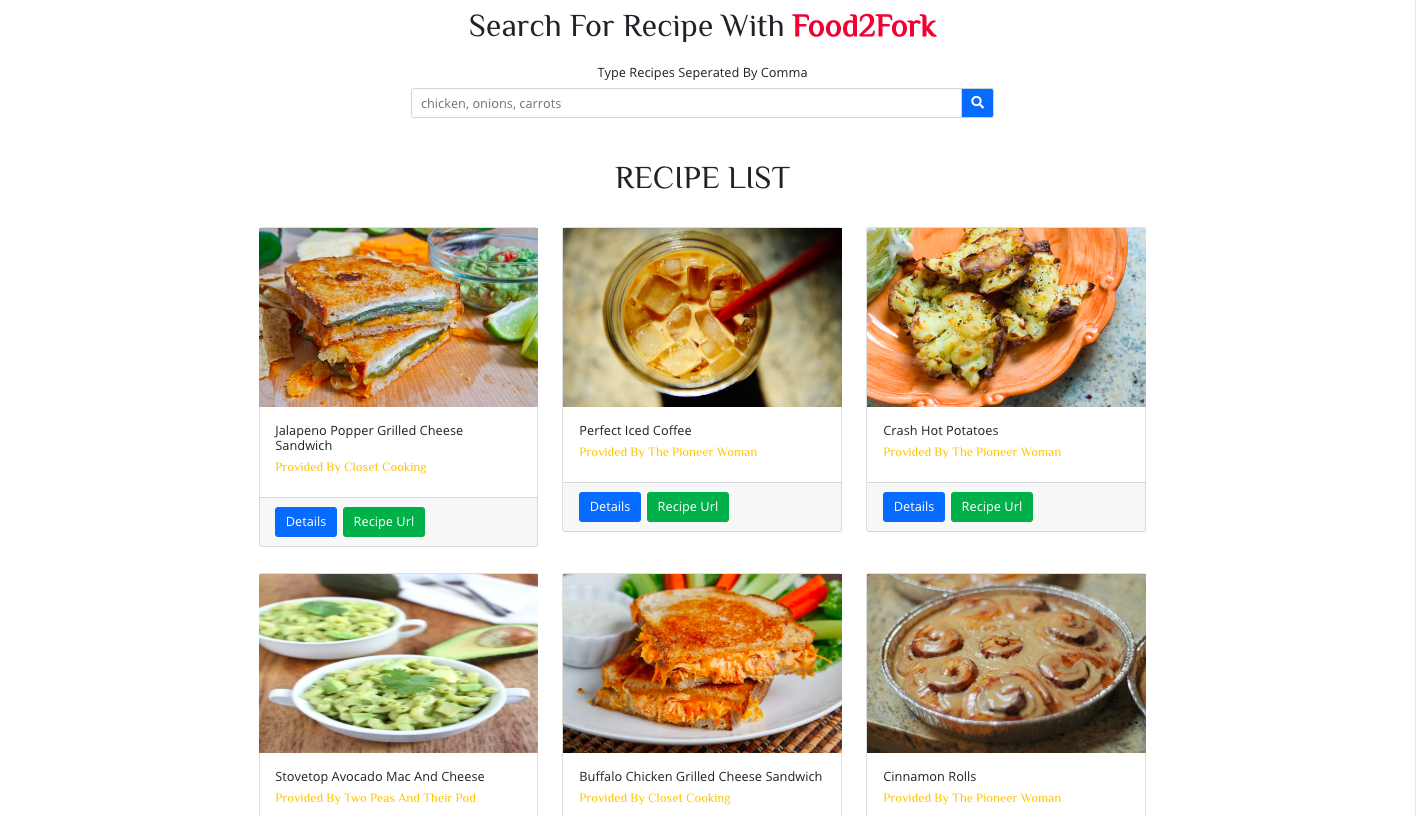 Search For Recipe With Food2Fork
Type Recipes Seperated By Comma
chicken, onions, carrots
RECIPE LIST
Jalapeno Popper Grilled Cheese
Sandwich
Provided By Closet Cooking
Details Recipe Url
Perfect Iced Coffee
Provided By The Pioneer Woman
Details Recipe Url
Crash Hot Potatoes
Provided By The Pioneer Woman
Details Recipe Url
Stovetop Avocado Mac And Cheese
Provided By Two Peas And Their Pod
Buffalo Chicken Grilled Cheese Sandwich
Provided By Closet Cooking
Cinnamon Rolls
Provided By The Pioneer Woman